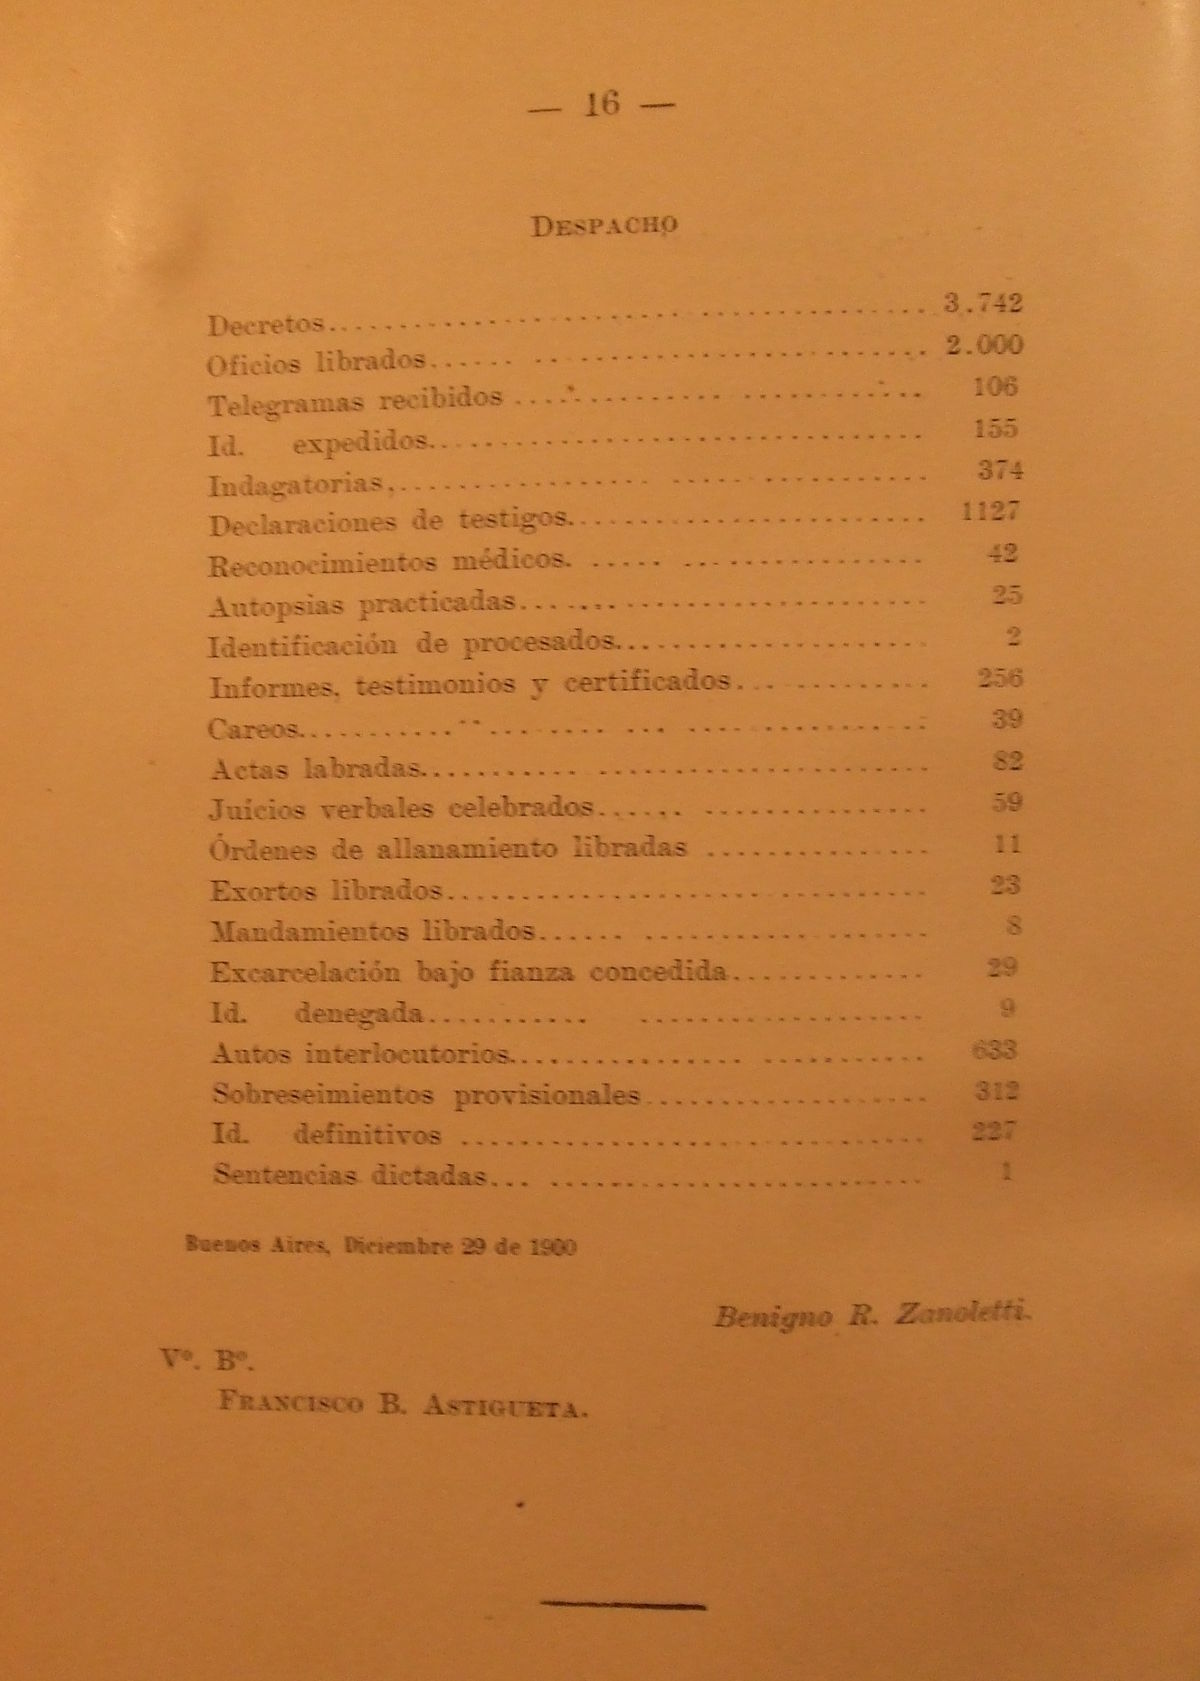 — 16 —
DESPACHO
Decretos........................................ 3.742
Oficios librados................................ 2.000
Telegramas recibidos ........................... 106
Id. expedidos................................... 155
Indagatorias.................................... 374
Declaraciones de testigos....................... 1127
Reconocimientos médicos. ....................... 42
Autopsias practicadas........................... 25
Identificación de procesados.................... 2
Informes, testimonios y certificados............ 256
Careos.......................................... 39
Actas labradas.................................. 82
Juicios verbales celebrados..................... 59
Órdenes de allanamiento libradas ............... 11
Exortos librados................................ 23
Mandamientos librados........................... 8
Excarcelación bajo fianza concedida............. 29
Id. denegada.................................... 9
Autos interlocutorios........................... 633
Sobreseimientos provisionales................... 312
Id. definitivos ................................ 227
Sentencias dictadas............................. 1
Buenos Aires, Diciembre 29 de 1900
Benigno R. Zanoletti.
Vº. Bº.
FRANCISCO B. ASTIGUETA.